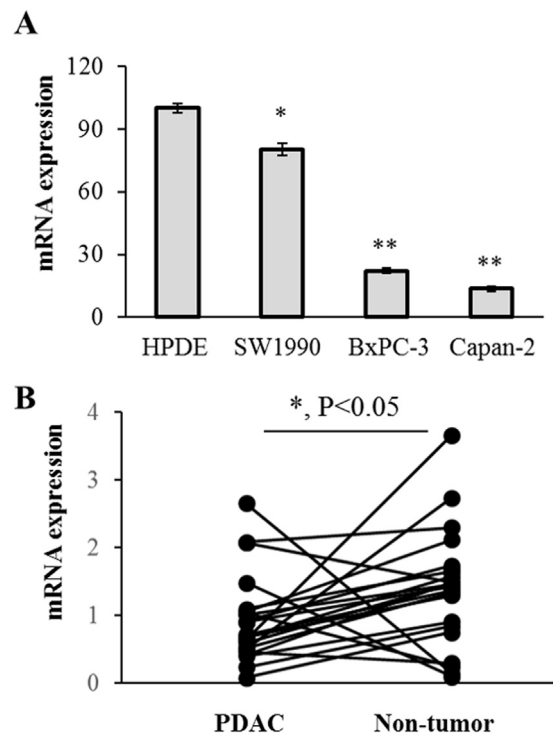 A
mRNA expression
120
90
60
30
0
*
**
**
HPDE SW1990 BxPC-3 Capan-2
B
mRNA expression
4
3
2
1
0
*, P<0.05
PDAC Non-tumor